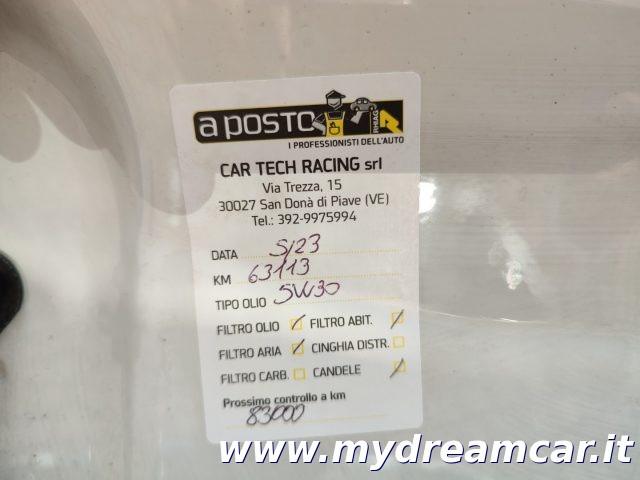 a posto
RHIAG
I PROFESSIONISTI DELL'AUTO
CAR TECH RACING srl
Via Trezza, 15
30027 San Donà di Piave (VE)
Tel.: 392-9975994
DATA 5/23
KM 63113
TIPO OLIO 5W30
FILTRO OLIO FILTRO ABIT.
FILTRO ARIA CINGHIA DISTR.
FILTRO CARB. CANDELE
Prossimo controllo a km
83000
www.mydreamcar.it